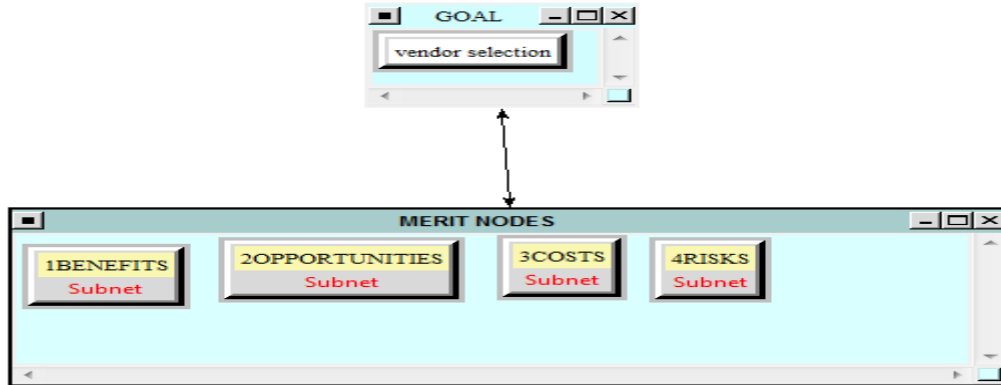 GOAL
vendor selection
MERIT NODES
1BENEFITS
Subnet
2OPPORTUNITIES
Subnet
3COSTS
Subnet
4RISKS
Subnet